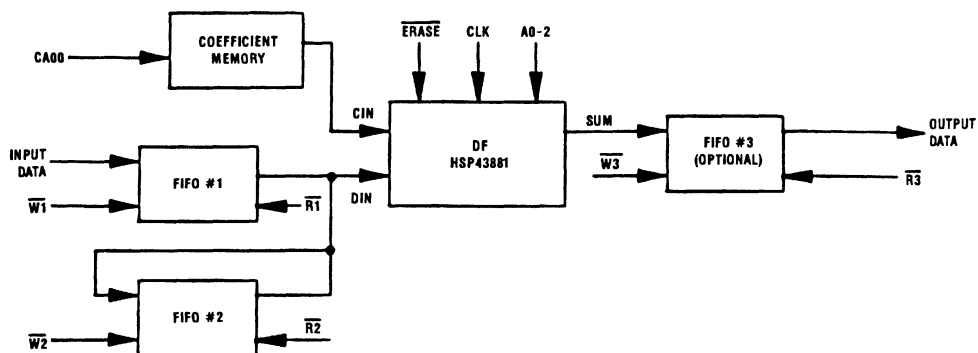 CA00
COEFFICIENT
MEMORY
ERASE
CLK
A0-2
CIN
DIN
DF
HSP43881
SUM
FIFO #3
(OPTIONAL)
OUTPUT
DATA
W3
R3
INPUT
DATA
FIFO #1
W1
R1
FIFO #2
W2
R2